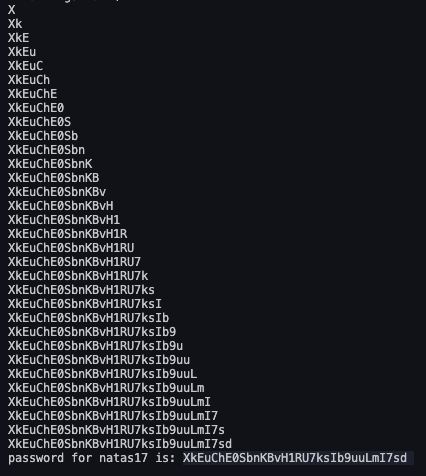 X
Xk
XkE
XkEu
XkEuC
XkEuCh
XkEuChE
XkEuChE0
XkEuChE0S
XkEuChE0Sb
XkEuChE0Sbn
XkEuChE0SbnK
XkEuChE0SbnKB
XkEuChE0SbnKBv
XkEuChE0SbnKBvH
XkEuChE0SbnKBvH1
XkEuChE0SbnKBvH1R
XkEuChE0SbnKBvH1RU
XkEuChE0SbnKBvH1RU7
XkEuChE0SbnKBvH1RU7k
XkEuChE0SbnKBvH1RU7ks
XkEuChE0SbnKBvH1RU7ksI
XkEuChE0SbnKBvH1RU7ksIb
XkEuChE0SbnKBvH1RU7ksIb9
XkEuChE0SbnKBvH1RU7ksIb9u
XkEuChE0SbnKBvH1RU7ksIb9uu
XkEuChE0SbnKBvH1RU7ksIb9uuL
XkEuChE0SbnKBvH1RU7ksIb9uuLm
XkEuChE0SbnKBvH1RU7ksIb9uuLmI
XkEuChE0SbnKBvH1RU7ksIb9uuLmI7
XkEuChE0SbnKBvH1RU7ksIb9uuLmI7s
XkEuChE0SbnKBvH1RU7ksIb9uuLmI7sd
password for natas17 is: XkEuChE0SbnKBvH1RU7ksIb9uuLmI7sd